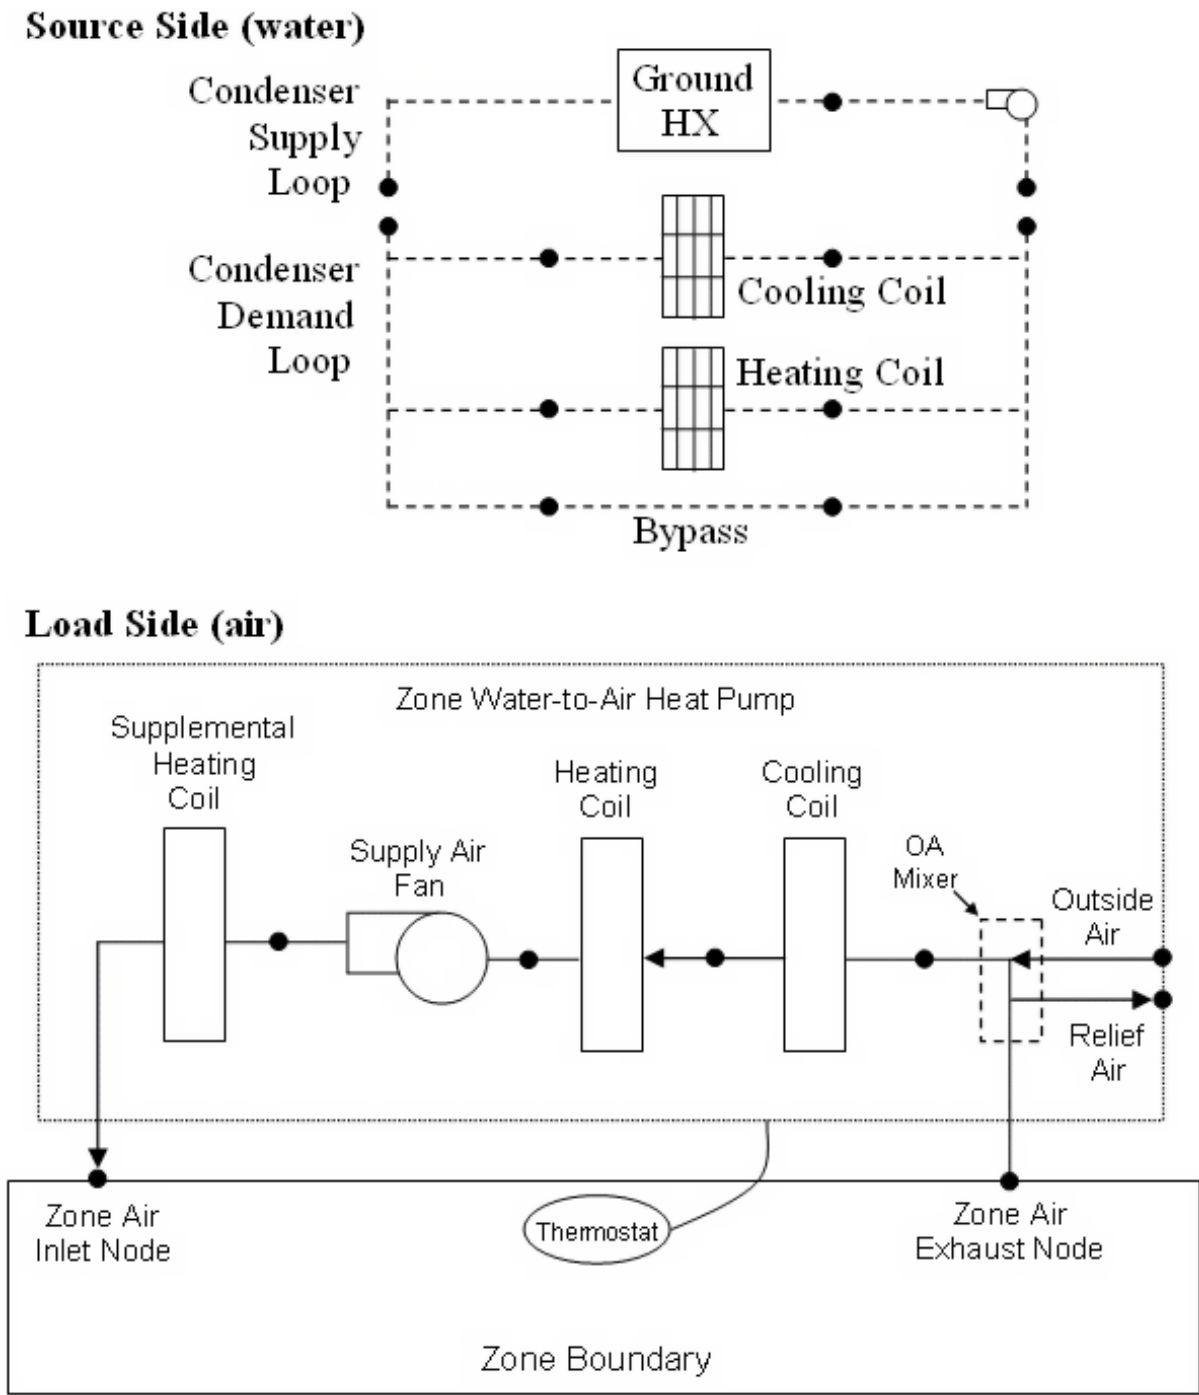 Source Side (water)
Condenser
Supply
Loop
Ground
HX
Condenser
Demand
Loop
Cooling Coil
Heating Coil
Bypass
Load Side (air)
Zone Water-to-Air Heat Pump
Supplemental
Heating
Coil
Supply Air
Fan
Heating
Coil
Cooling
Coil
OA
Mixer
Outside
Air
Relief
Air
Zone Air
Inlet Node
Thermostat
Zone Air
Exhaust Node
Zone Boundary